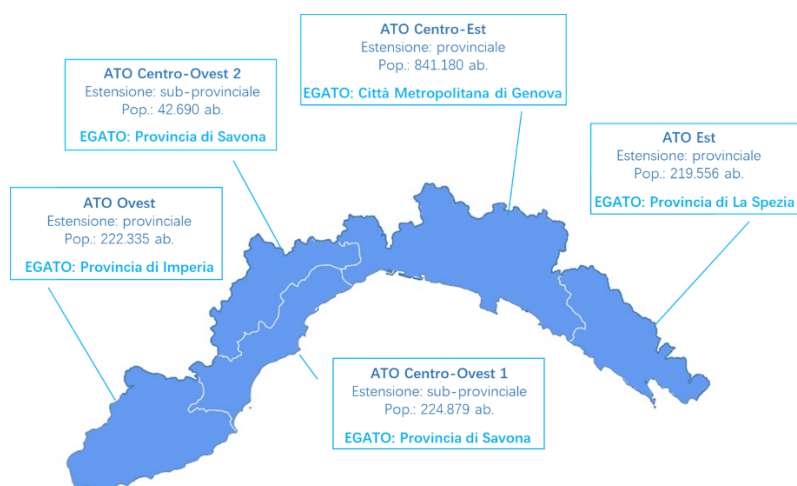 ATO Centro-Est
Estensione: provinciale
Pop.: 841.180 ab.
EGATO: Città Metropolitana di Genova
ATO Centro-Ovest 2
Estensione: sub-provinciale
Pop.: 42.690 ab.
EGATO: Provincia di Savona
ATO Est
Estensione: provinciale
Pop.: 219.556 ab.
EGATO: Provincia di La Spezia
ATO Ovest
Estensione: provinciale
Pop.: 222.335 ab.
EGATO: Provincia di Imperia
ATO Centro-Ovest 1
Estensione: sub-provinciale
Pop.: 224.879 ab.
EGATO: Provincia di Savona